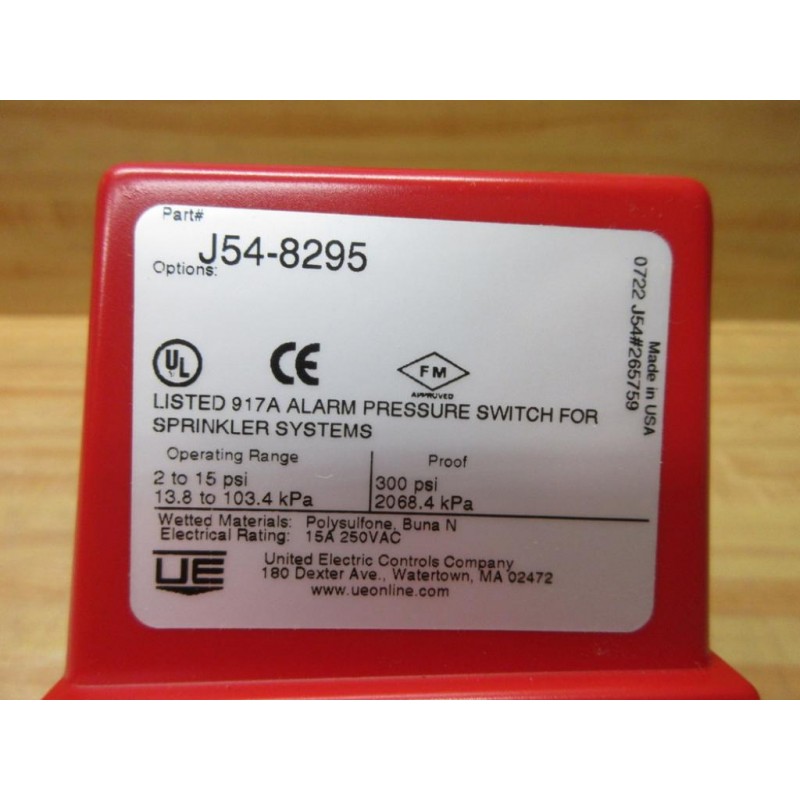 Part#
J54-8295
Options:
UL
CE
FM
APPROVED
LISTED 917A ALARM PRESSURE SWITCH FOR
SPRINKLER SYSTEMS
Operating Range
2 to 15 psi
13.8 to 103.4 kPa
Proof
300 psi
2068.4 kPa
Wetted Materials: Polysulfone, Buna N
Electrical Rating: 15A 250VAC
UE
United Electric Controls Company
180 Dexter Ave., Watertown, MA 02472
www.ueonline.com
Made in USA
0722 J54#265759